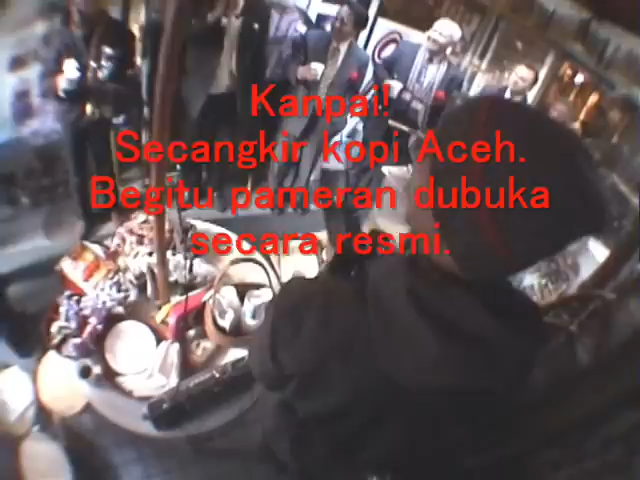 Kanpai!
Secangkir kopi Aceh.
Begitu pameran dubuka
secara resmi.